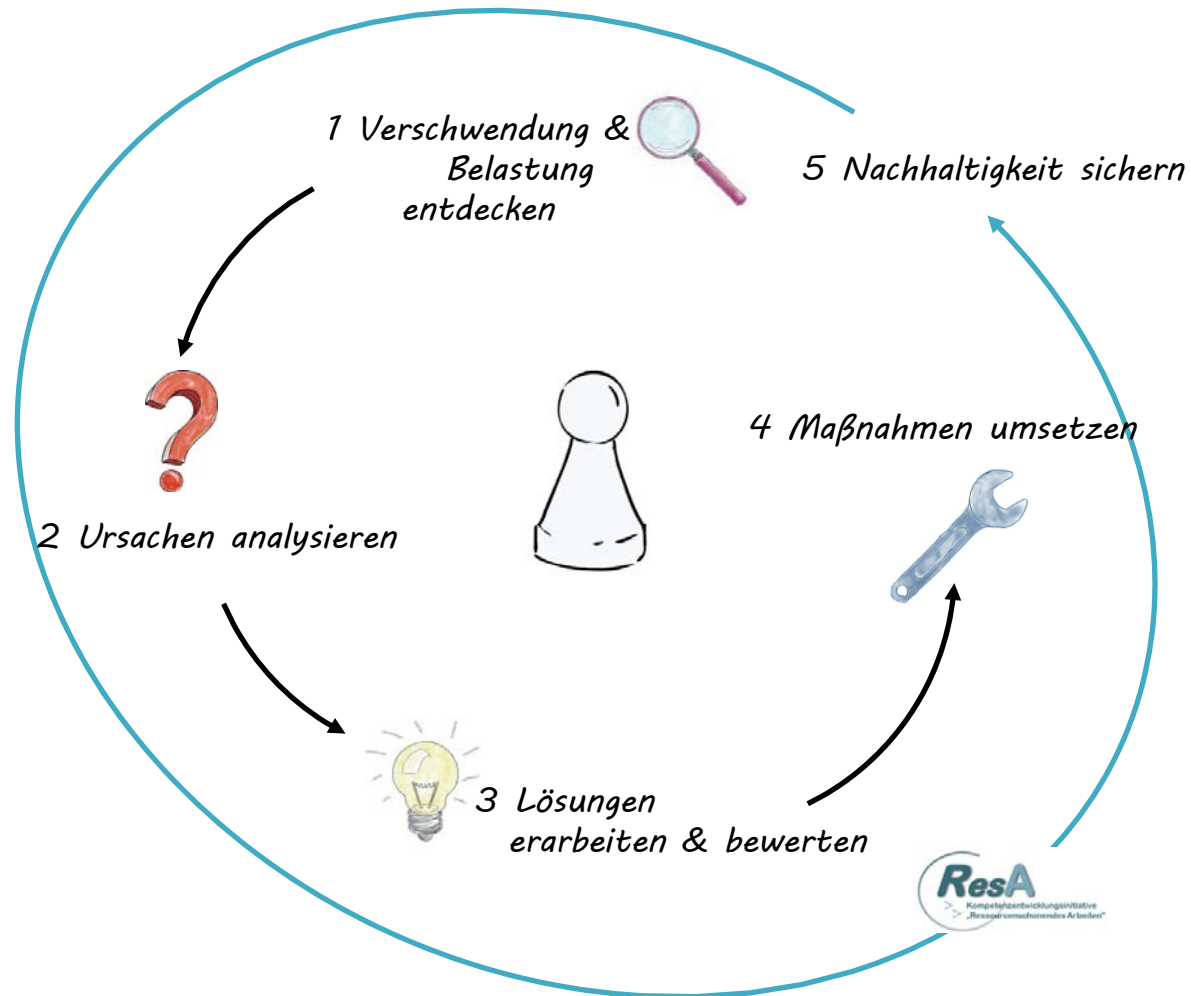 1 Verschwendung &
Belastung
entdecken
5 Nachhaltigkeit sichern
4 Maßnahmen umsetzen
2 Ursachen analysieren
3 Lösungen
erarbeiten & bewerten
ResA
Kompetenzentwicklungsinitiative
„Ressourcenschonendes Arbeiten"